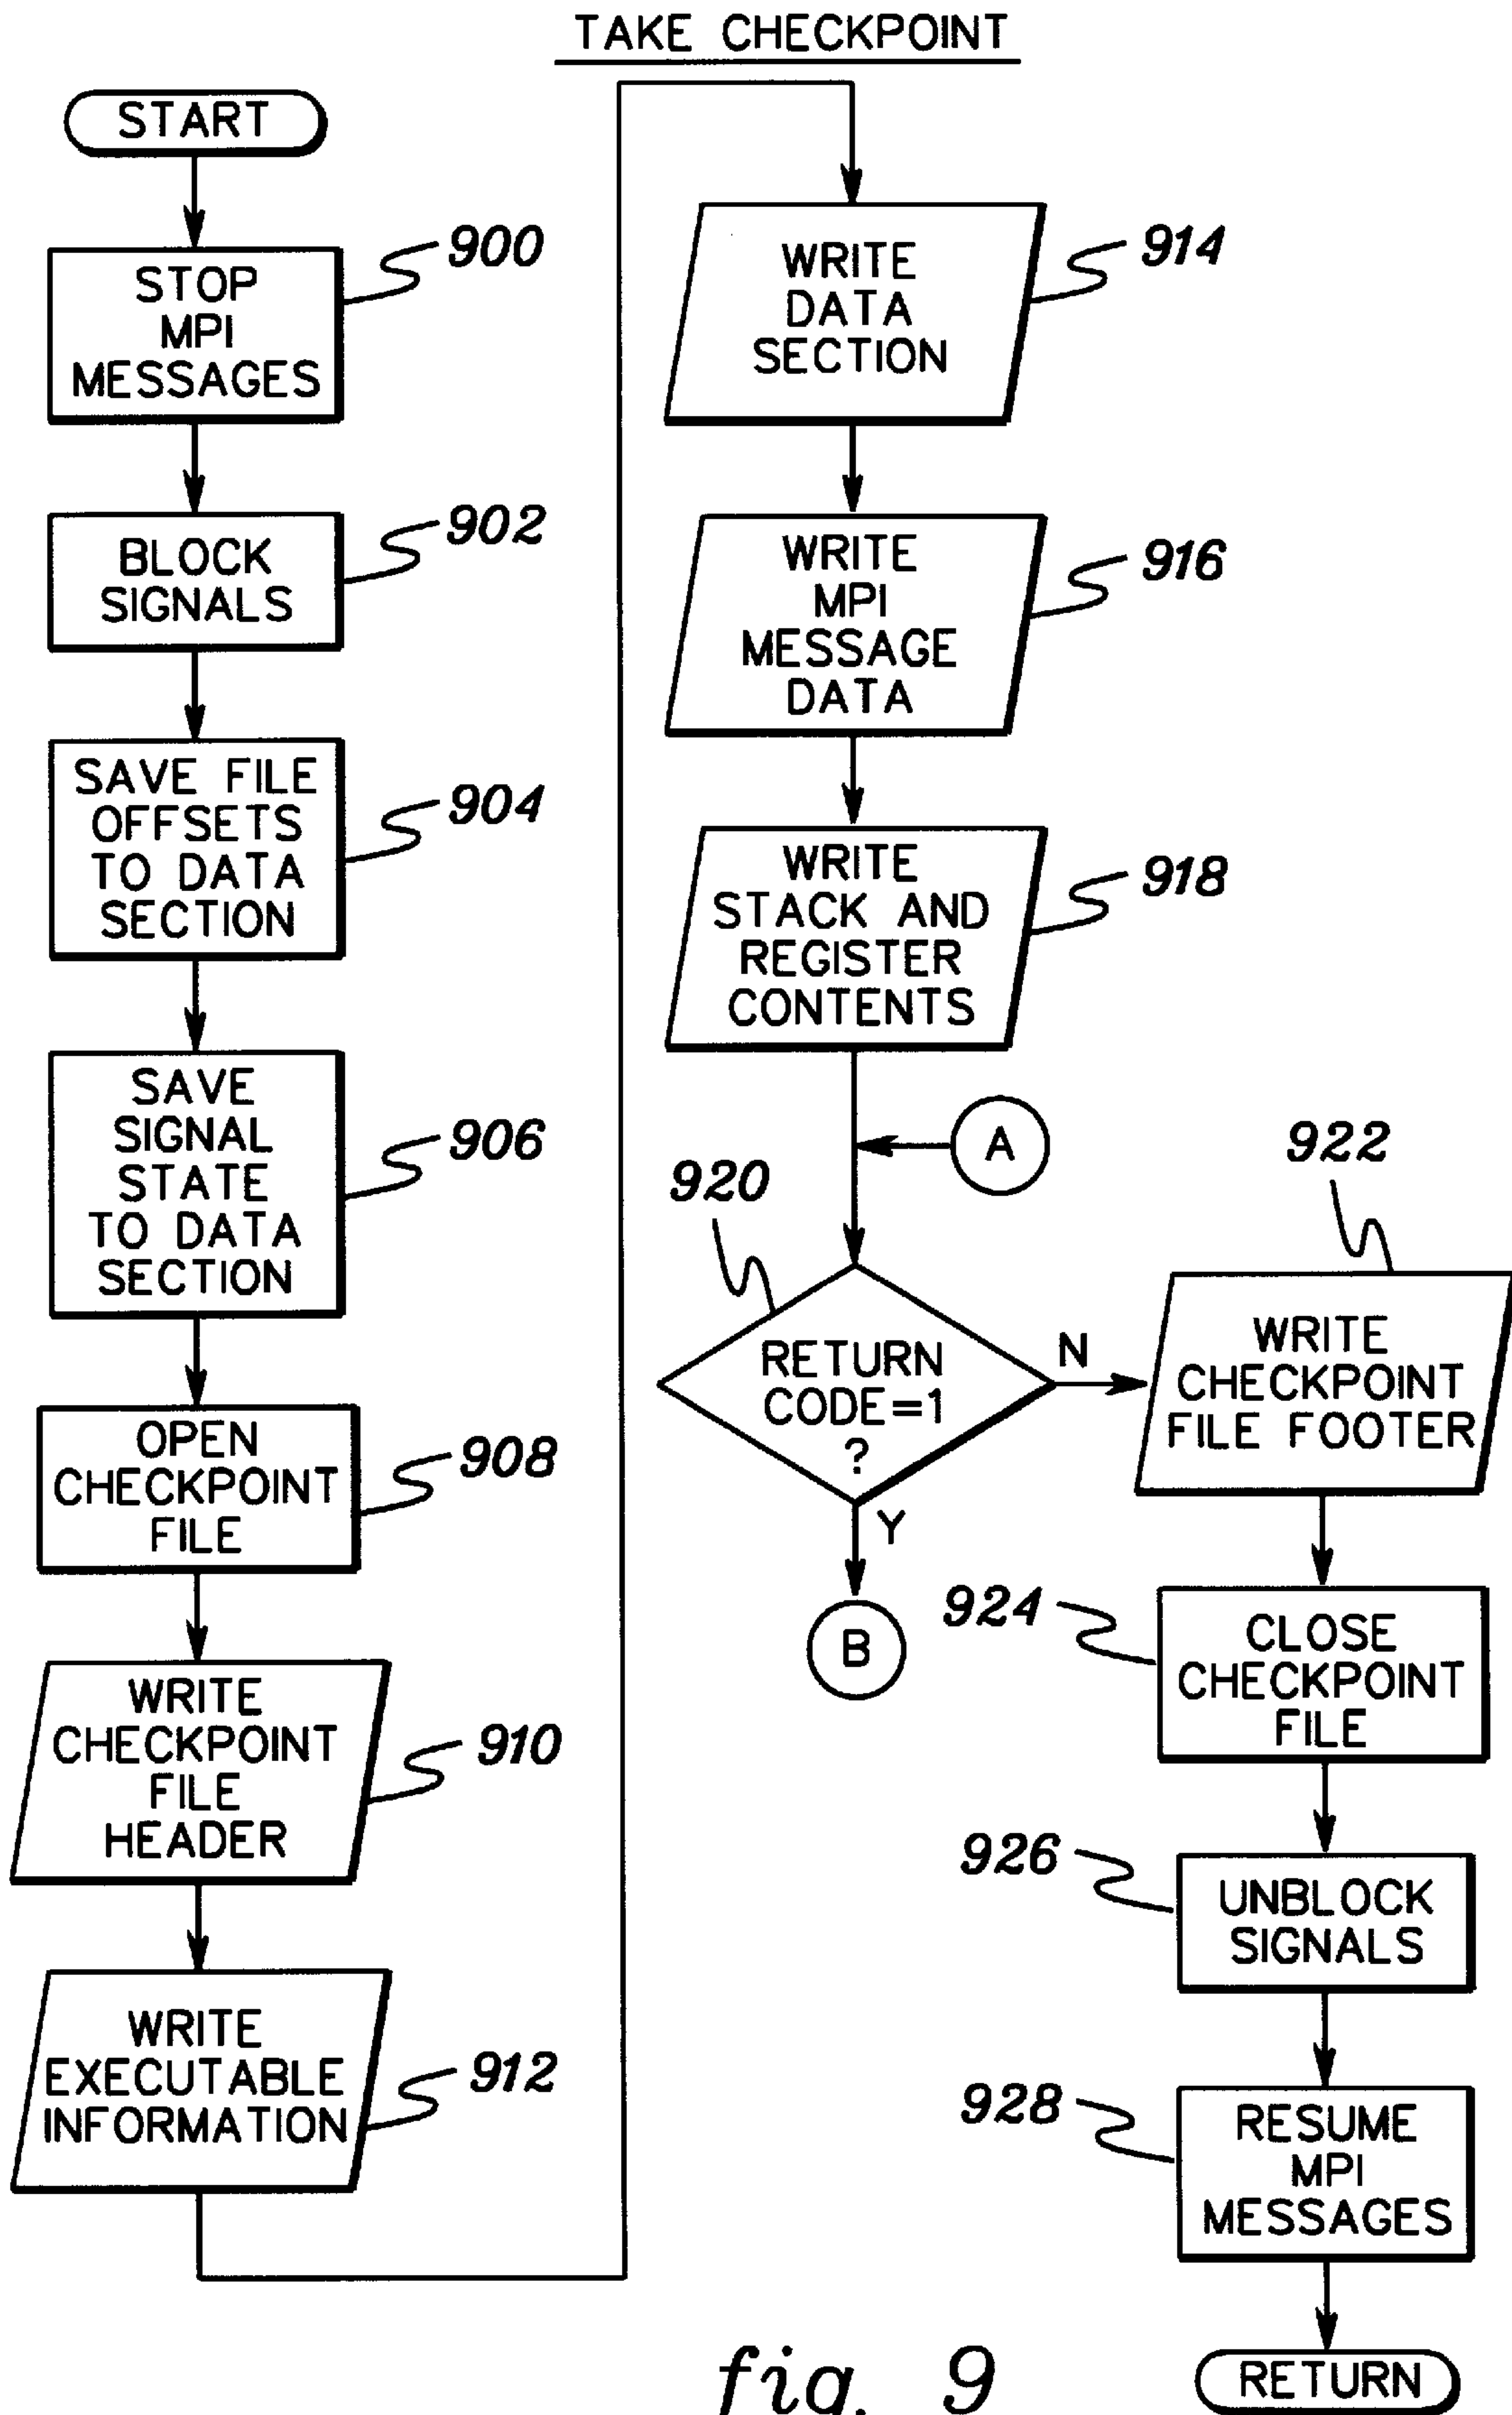 TAKE CHECKPOINT
START
STOP
MPI
MESSAGES
900
BLOCK
SIGNALS
902
SAVE FILE
OFFSETS
TO DATA
SECTION
904
SAVE
SIGNAL
STATE
TO DATA
SECTION
906
OPEN
CHECKPOINT
FILE
908
WRITE
CHECKPOINT
FILE
HEADER
910
WRITE
EXECUTABLE
INFORMATION
912
WRITE
DATA
SECTION
914
WRITE
MPI
MESSAGE
DATA
916
WRITE
STACK AND
REGISTER
CONTENTS
918
A
920
RETURN
CODE=1
?
N
Y
B
922
WRITE
CHECKPOINT
FILE FOOTER
924
CLOSE
CHECKPOINT
FILE
926
UNBLOCK
SIGNALS
928
RESUME
MPI
MESSAGES
RETURN
fig. 9